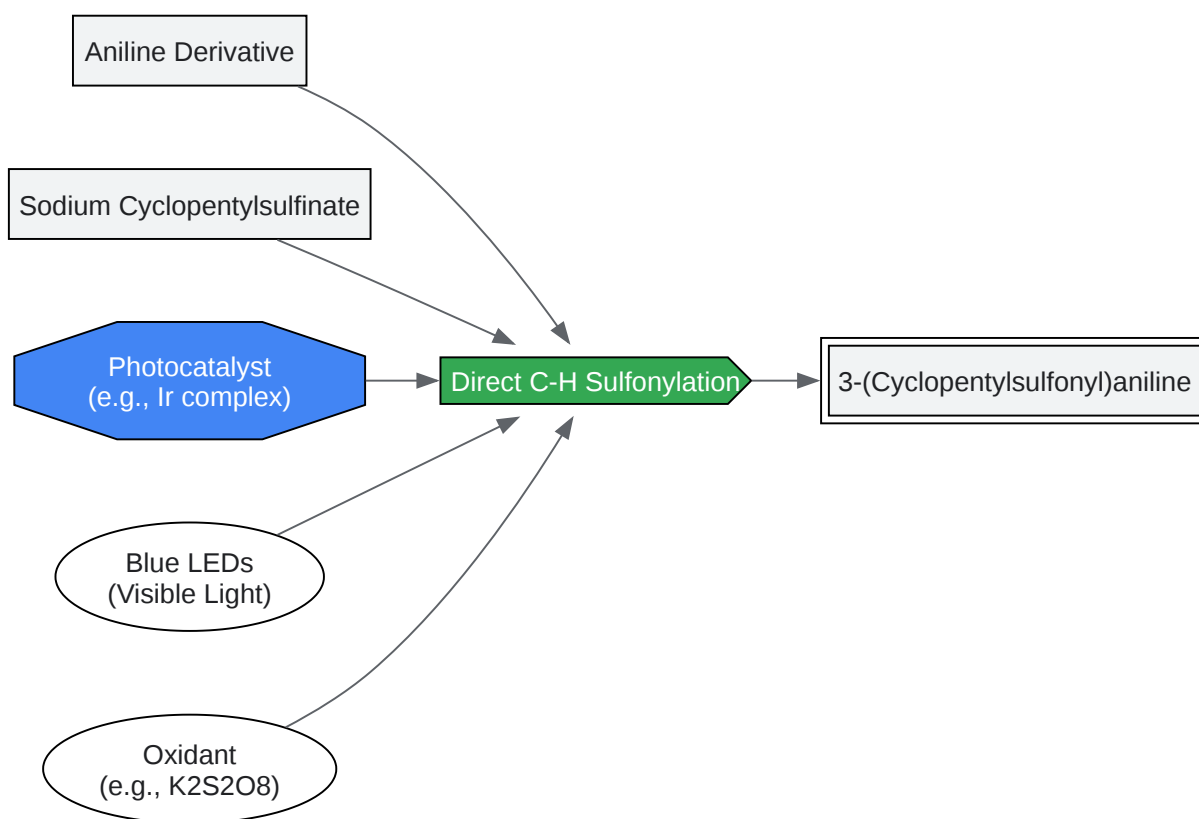 Aniline Derivative
Sodium Cyclopentylsulfinate
Photocatalyst
(e.g., Ir complex)
Direct C-H Sulfonylation
3-(Cyclopentylsulfonyl)aniline
Blue LEDs
(Visible Light)
Oxidant
(e.g., K2S2O8)